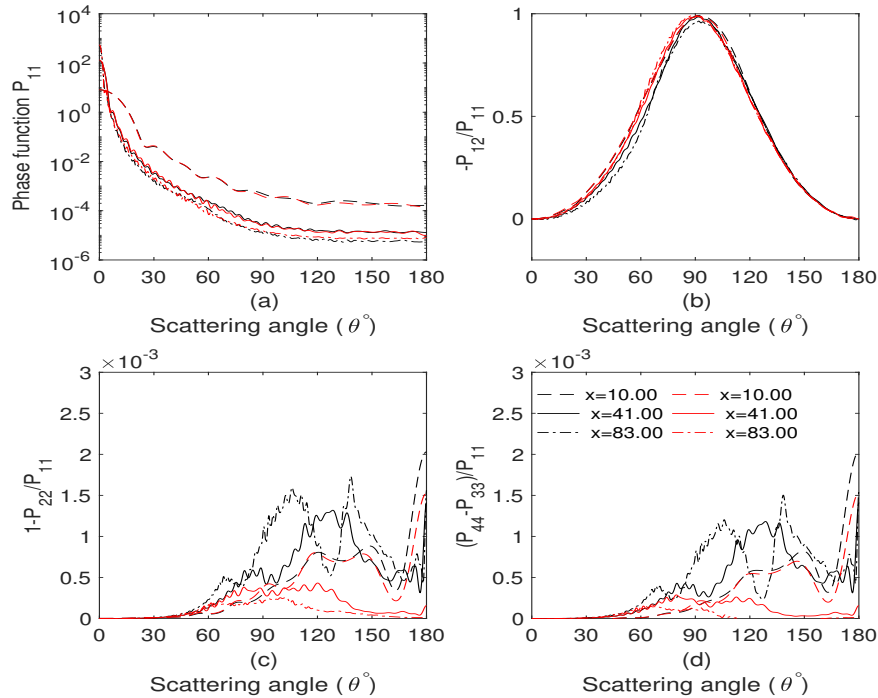 Phase function P11
10^4
10^2
10^0
10^-2
10^-4
10^-6
0 30 60 90 120 150 180
(a)
Scattering angle (θ°)
-P12/P11
1
0.5
0
0 30 60 90 120 150 180
(b)
Scattering angle (θ°)
1-P22/P11
×10^-3
3
2.5
2
1.5
1
0.5
0
0 30 60 90 120 150 180
(c)
Scattering angle (θ°)
(P44-P33)/P11
×10^-3
3
2.5
2
1.5
1
0.5
0
x=10.00 x=10.00
x=41.00 x=41.00
x=83.00 x=83.00
0 30 60 90 120 150 180
(d)
Scattering angle (θ°)